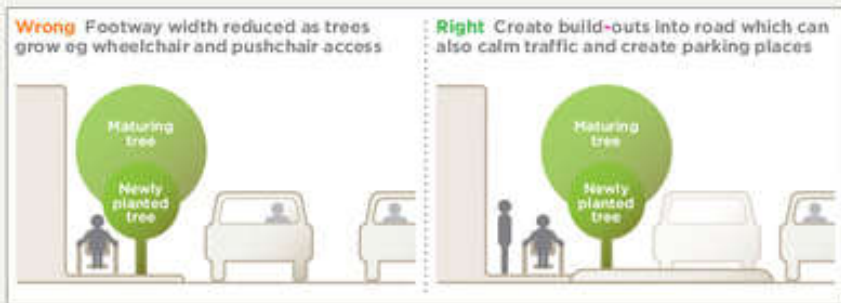 Wrong Footway width reduced as trees
grow eg wheelchair and pushchair access
Maturing
tree
Newly
planted
tree
Right Create build-outs into road which can
also calm traffic and create parking places
Maturing
tree
Newly
planted
tree